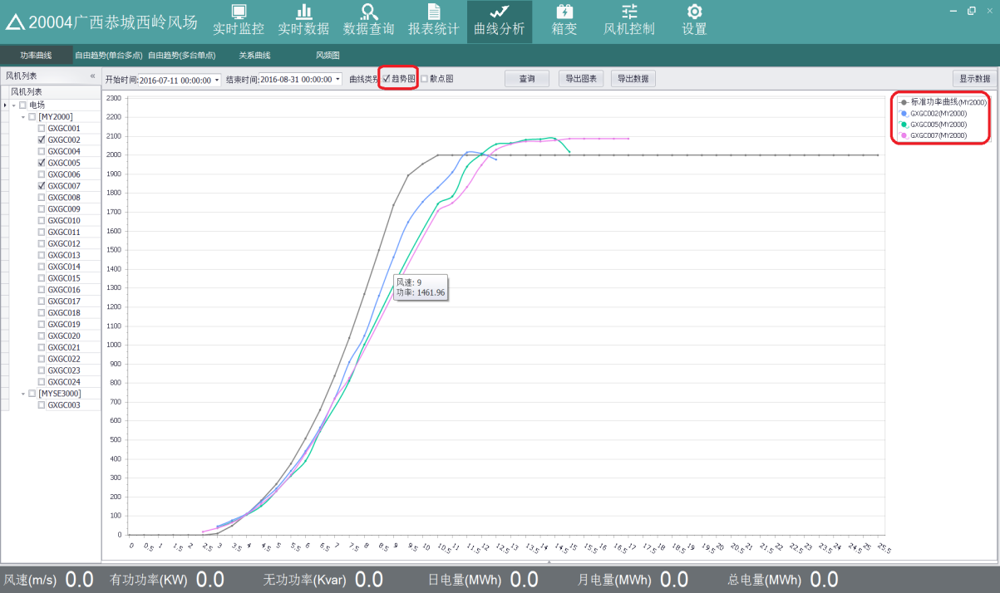 20004广西恭城西岭风场
实时监控 实时数据 数据查询 报表统计 曲线分析 箱变 风机控制 设置
功率曲线 自由趋势(单台多点) 自由趋势(多台单点) 关系曲线 风频图
风机列表 «
开始时间:2016-07-11 00:00:00 结束时间:2016-08-31 00:00:00 曲线类别 趋势图 散点图 查询 导出图表 导出数据 显示数据
风机列表
电场
[MY2000]
GXGC001
GXGC002
GXGC004
GXGC005
GXGC006
GXGC007
GXGC008
GXGC009
GXGC010
GXGC011
GXGC012
GXGC013
GXGC014
GXGC015
GXGC016
GXGC017
GXGC018
GXGC019
GXGC020
GXGC021
GXGC022
GXGC023
GXGC024
[MYSE3000]
GXGC003
2300
2200
2100
2000
1900
1800
1700
1600
1500
1400
1300
1200
1100
1000
900
800
700
600
500
400
300
200
100
0
标准功率曲线(MY2000)
GXGC002(MY2000)
GXGC005(MY2000)
GXGC007(MY2000)
风速: 9
功率: 1461.96
0 0.5 1 1.5 2 2.5 3 3.5 4 4.5 5 5.5 6 6.5 7 7.5 8 8.5 9 9.5 10 10.5 11 11.5 12 12.5 13 13.5 14 14.5 15 15.5 16 16.5 17 17.5 18 18.5 19 19.5 20 20.5 21 21.5 22 22.5 23 23.5 24 24.5 25 25.5
风速(m/s) 0.0 有功功率(KW) 0.0 无功功率(Kvar) 0.0 日电量(MWh) 0.0 月电量(MWh) 0.0 总电量(MWh) 0.0